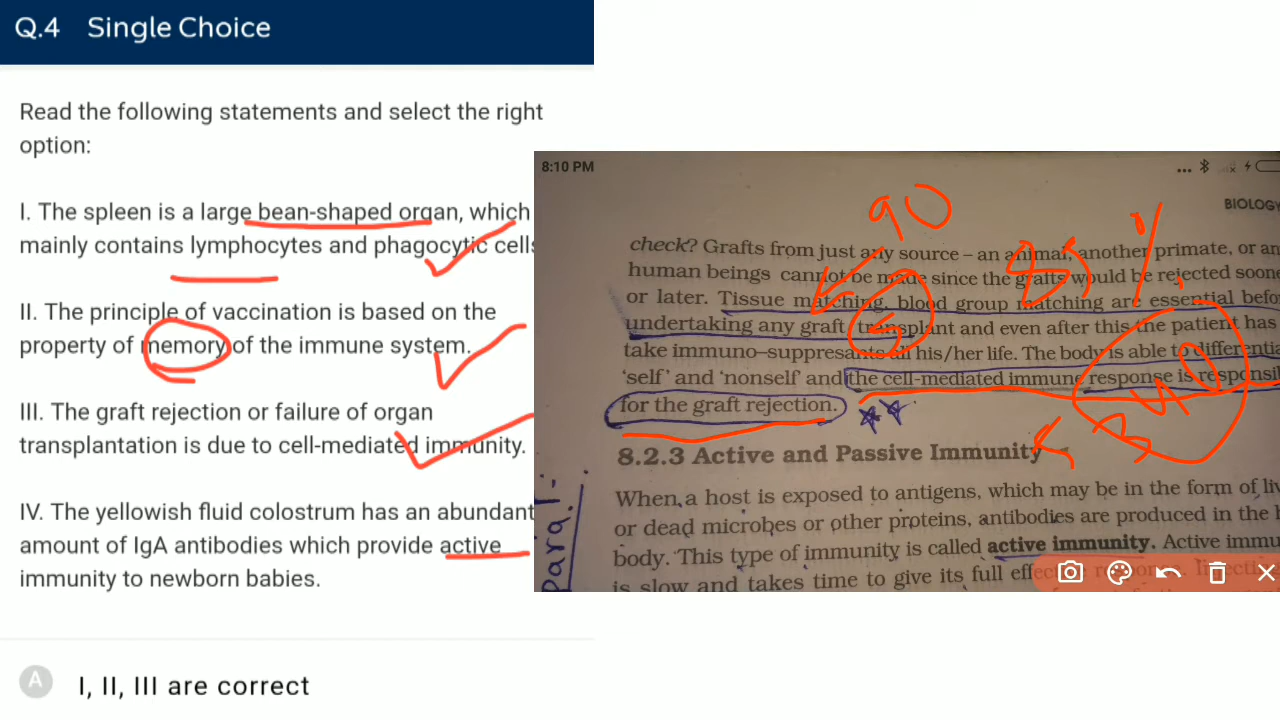 Q.4 Single Choice
Read the following statements and select the right
option:
I. The spleen is a large bean-shaped organ, which
mainly contains lymphocytes and phagocytic cells
II. The principle of vaccination is based on the
property of memory of the immune system.
III. The graft rejection or failure of organ
transplantation is due to cell-mediated immunity.
IV. The yellowish fluid colostrum has an abundant
amount of IgA antibodies which provide active
immunity to newborn babies.
A I, II, III are correct
8:10 PM
BIOLOGY
90
85 %
check? Grafts from just any source – an animal, another primate, or any
human beings cannot be made since the grafts would be rejected sooner
or later. Tissue matching, blood group matching are essential before
undertaking any graft/transplant and even after this the patient has
take immuno–suppresants all his/her life. The body is able to differentia
'self' and 'nonself' and the cell-mediated immune response is responsi
for the graft rejection.
8.2.3 Active and Passive Immunity
When a host is exposed to antigens, which may be in the form of liv
or dead microbes or other proteins, antibodies are produced in the h
body. This type of immunity is called active immunity. Active immu
is slow and takes time to give its full effective response.
para 1: